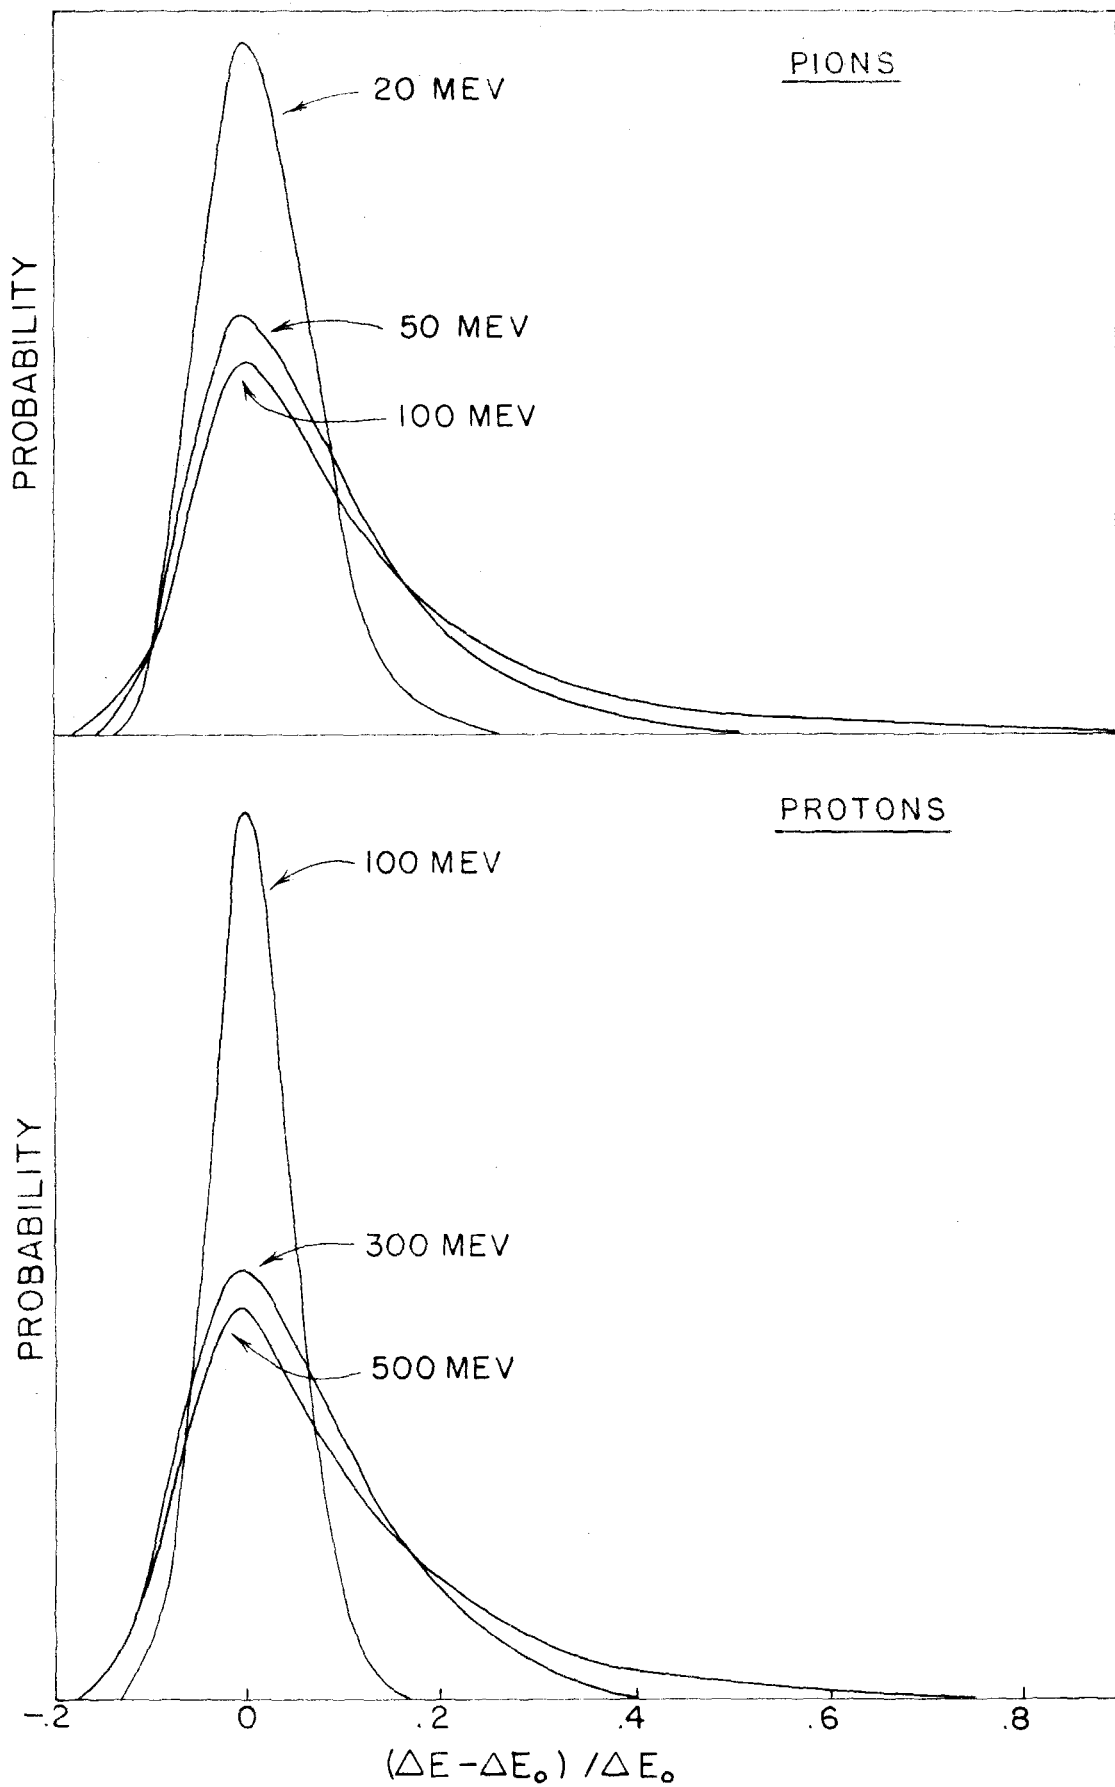 PIONS
20 MEV
50 MEV
100 MEV
PROBABILITY
PROTONS
100 MEV
300 MEV
500 MEV
PROBABILITY
-.2 0 .2 .4 .6 .8
(ΔE-ΔE₀)/ΔE₀